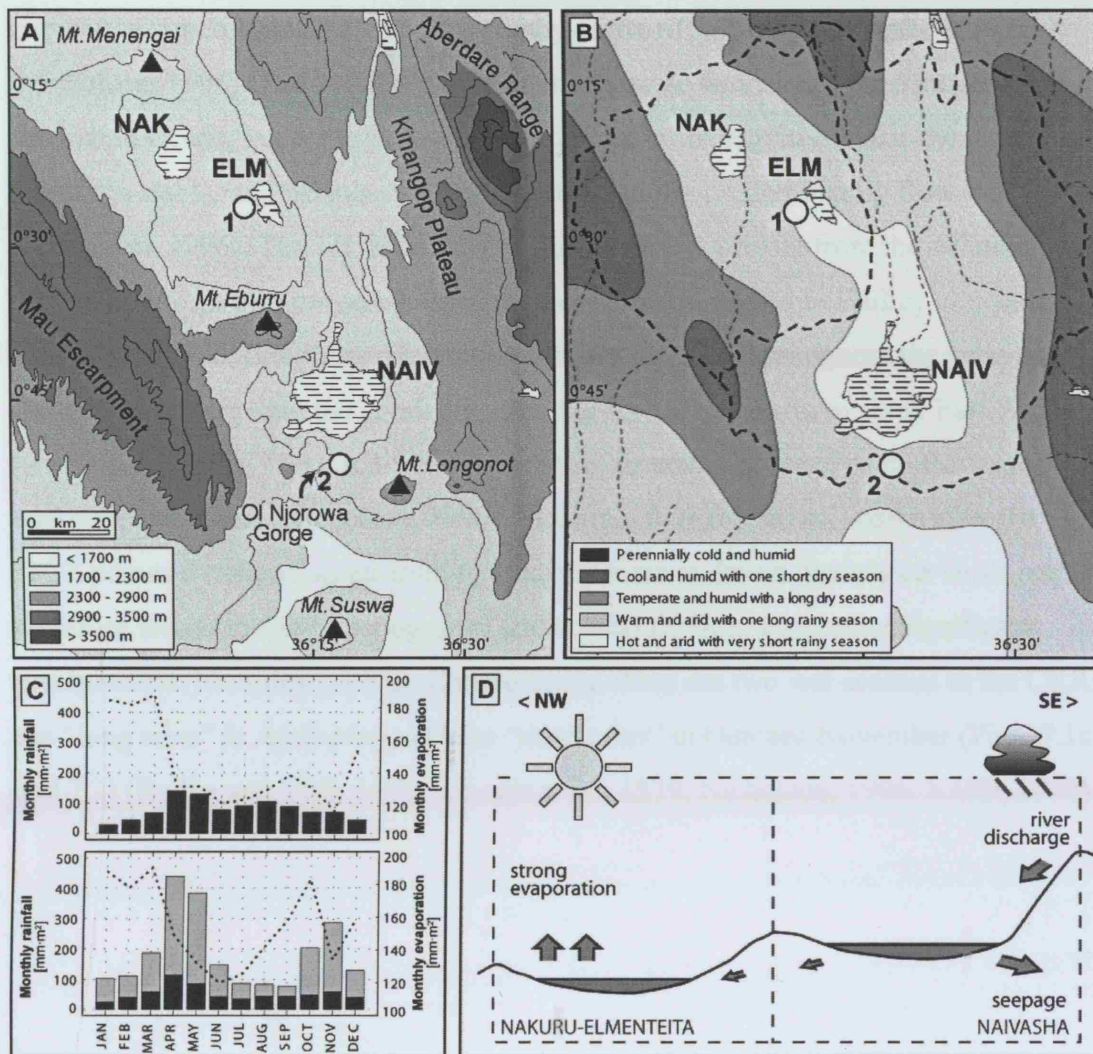 A
Mt.Menengai
0°15'
NAK
ELM
1
0°30'
Aberdare Range
Kinangop Plateau
Mt.Eburru
Mau Escarpment
NAIV
0°45'
2
Mt.Longonot
Ol Njorowa
Gorge
0 km 20
< 1700 m
1700 - 2300 m
2300 - 2900 m
2900 - 3500 m
> 3500 m
Mt.Suswa
36°15'
36°30'
B
0°15'
NAK
ELM
1
0°30'
NAIV
0°45'
2
Perennially cold and humid
Cool and humid with one short dry season
Temperate and humid with a long dry season
Warm and arid with one long rainy season
Hot and arid with very short rainy season
36°30'
C
Monthly rainfall
[mm·m²]
500
400
300
200
100
0
200
180
160
140
120
100
Monthly evaporation
[mm·m²]
Monthly rainfall
[mm·m²]
500
400
300
200
100
0
200
180
160
140
120
100
Monthly evaporation
[mm·m²]
JAN
FEB
MAR
APR
MAY
JUN
JUL
AUG
SEP
OCT
NOV
DEC
D
< NW
SE >
river
discharge
strong
evaporation
seepage
NAKURU-ELMENTEITA
NAIVASHA